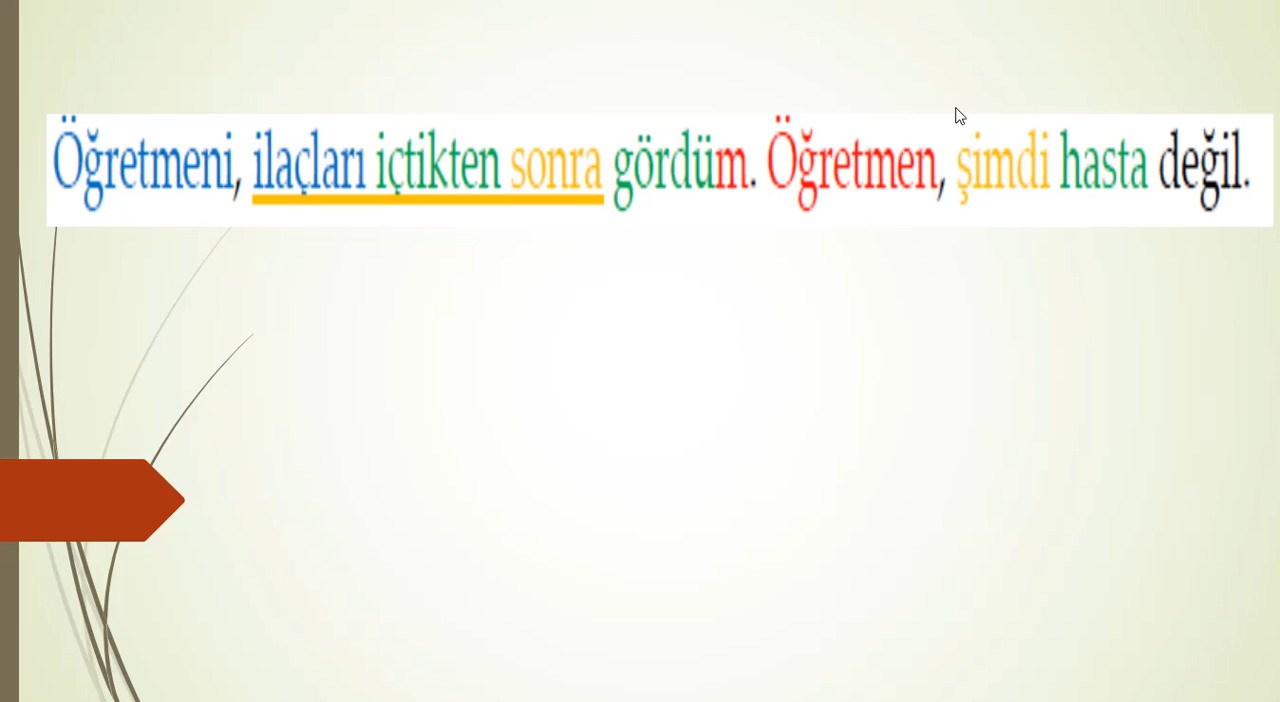 Öğretmeni, ilaçları içtikten sonra gördüm. Öğretmen, şimdi hasta değil.